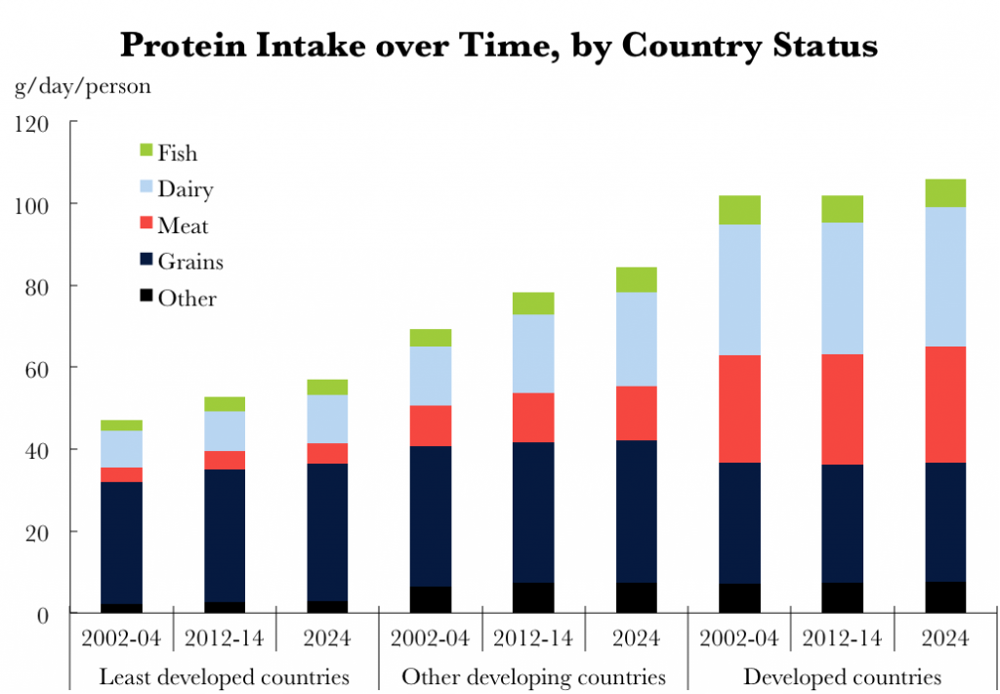 Protein Intake over Time, by Country Status
g/day/person
120
100
80
60
40
20
0
Fish
Dairy
Meat
Grains
Other
2002-04 2012-14 2024 2002-04 2012-14 2024 2002-04 2012-14 2024
Least developed countries Other developing countries Developed countries